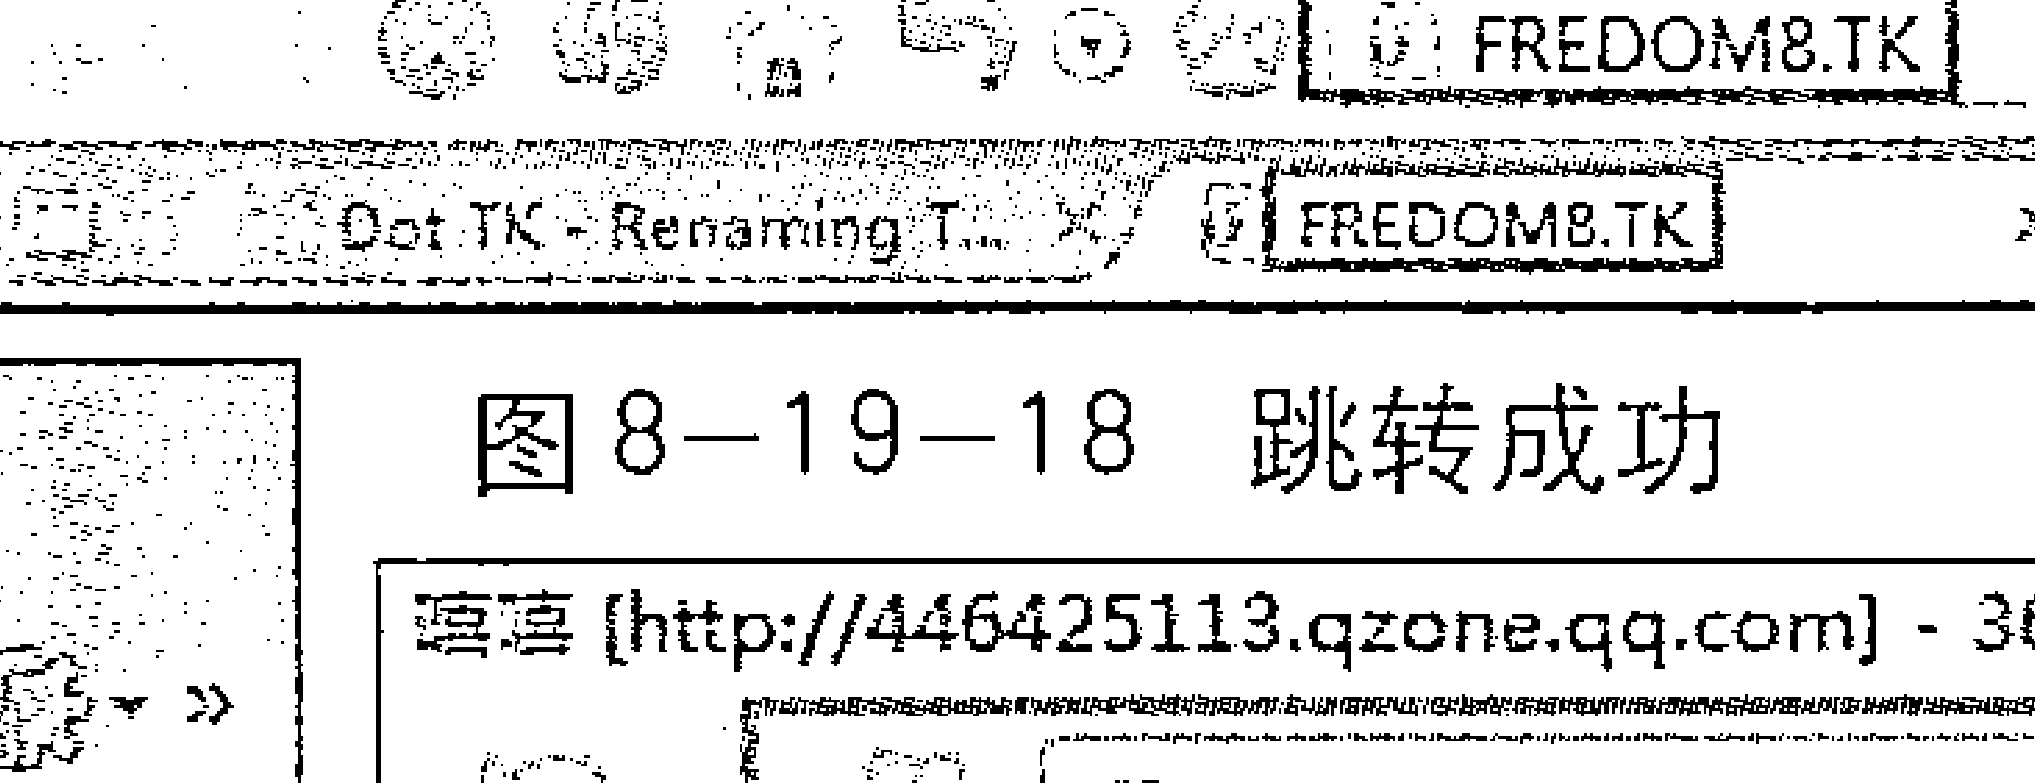 FREDOM8.TK
Dot TK - Renaming T... × FREDOM8.TK »
图8-19-18 跳转成功
[http://446425113.qzone.qq.com] - 3
»